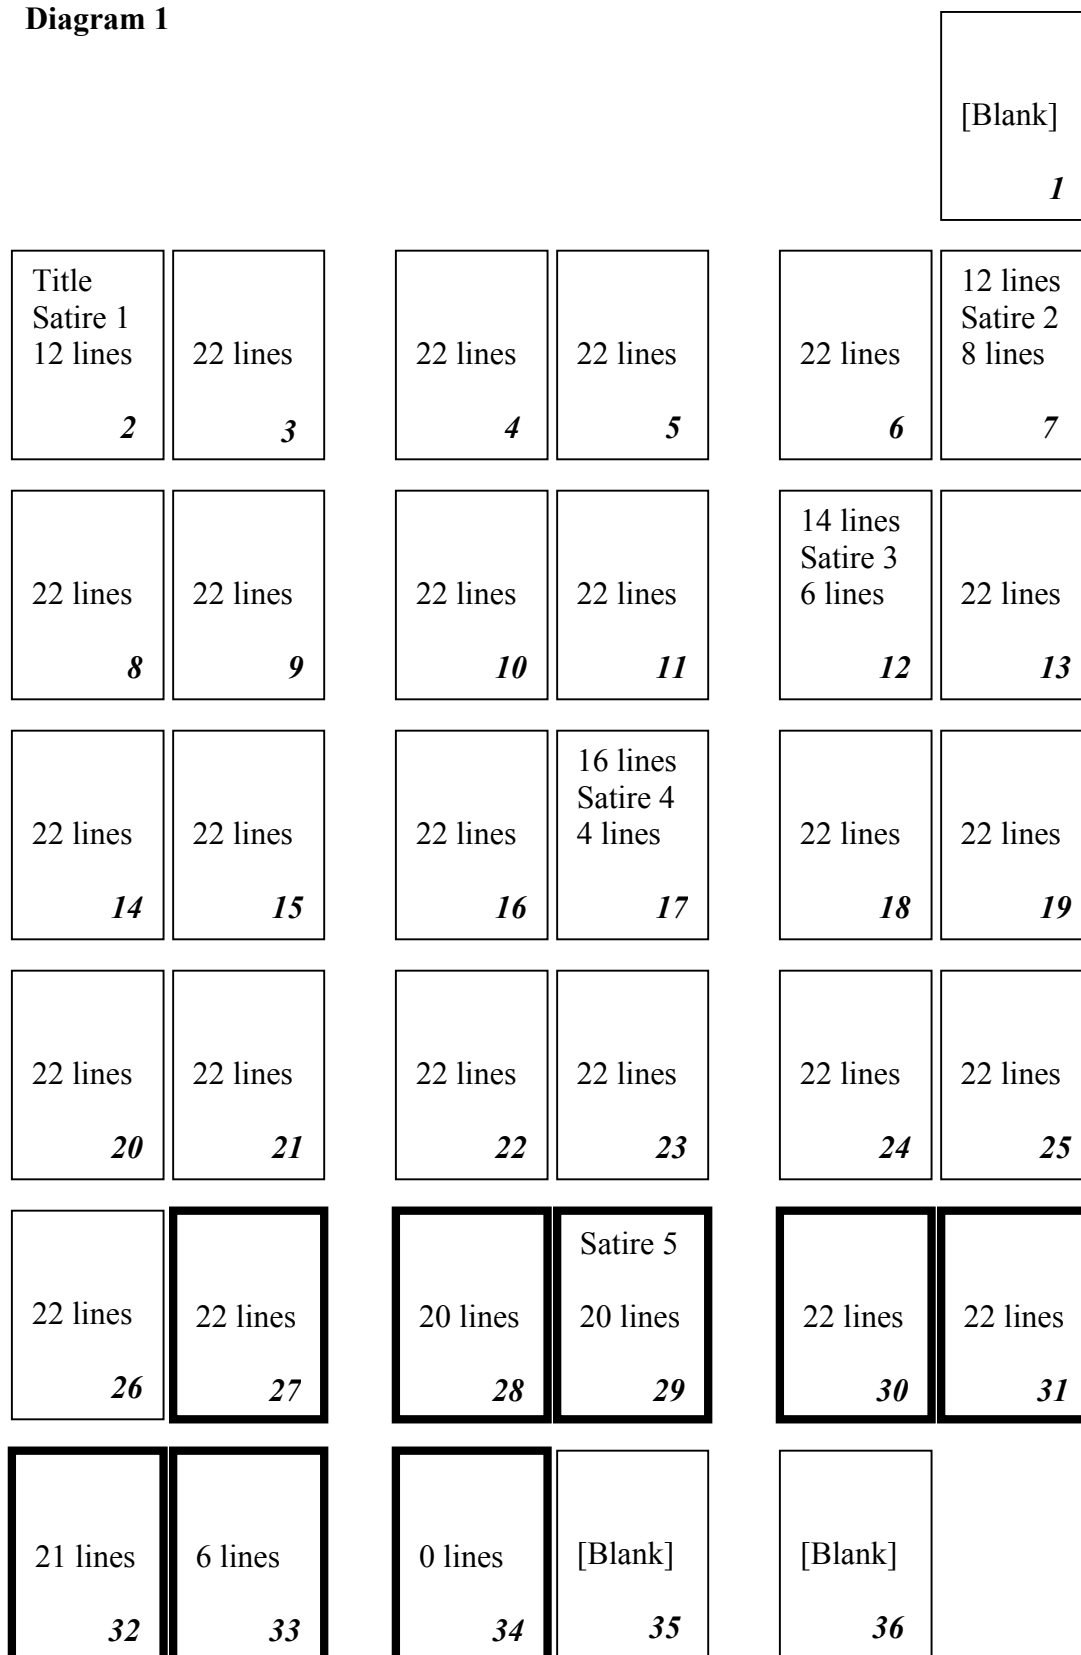 Diagram 1
[Blank]
1
Title
Satire 1
12 lines
2
22 lines
3
22 lines
4
22 lines
5
22 lines
6
12 lines
Satire 2
8 lines
7
22 lines
8
22 lines
9
22 lines
10
22 lines
11
14 lines
Satire 3
6 lines
12
22 lines
13
22 lines
14
22 lines
15
22 lines
16
16 lines
Satire 4
4 lines
17
22 lines
18
22 lines
19
22 lines
20
22 lines
21
22 lines
22
22 lines
23
22 lines
24
22 lines
25
22 lines
26
22 lines
27
20 lines
28
Satire 5
20 lines
29
22 lines
30
22 lines
31
21 lines
32
6 lines
33
0 lines
34
[Blank]
35
[Blank]
36